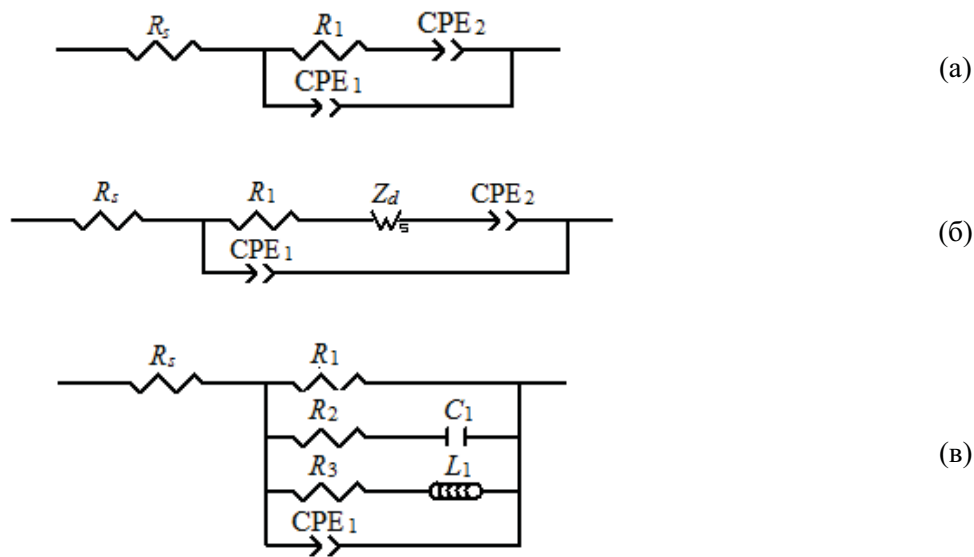 Rs R1 CPE2
CPE1
(а)
Rs R1 Zd CPE2
CPE1
(б)
Rs R1
R2 C1
R3 L1
CPE1
(в)